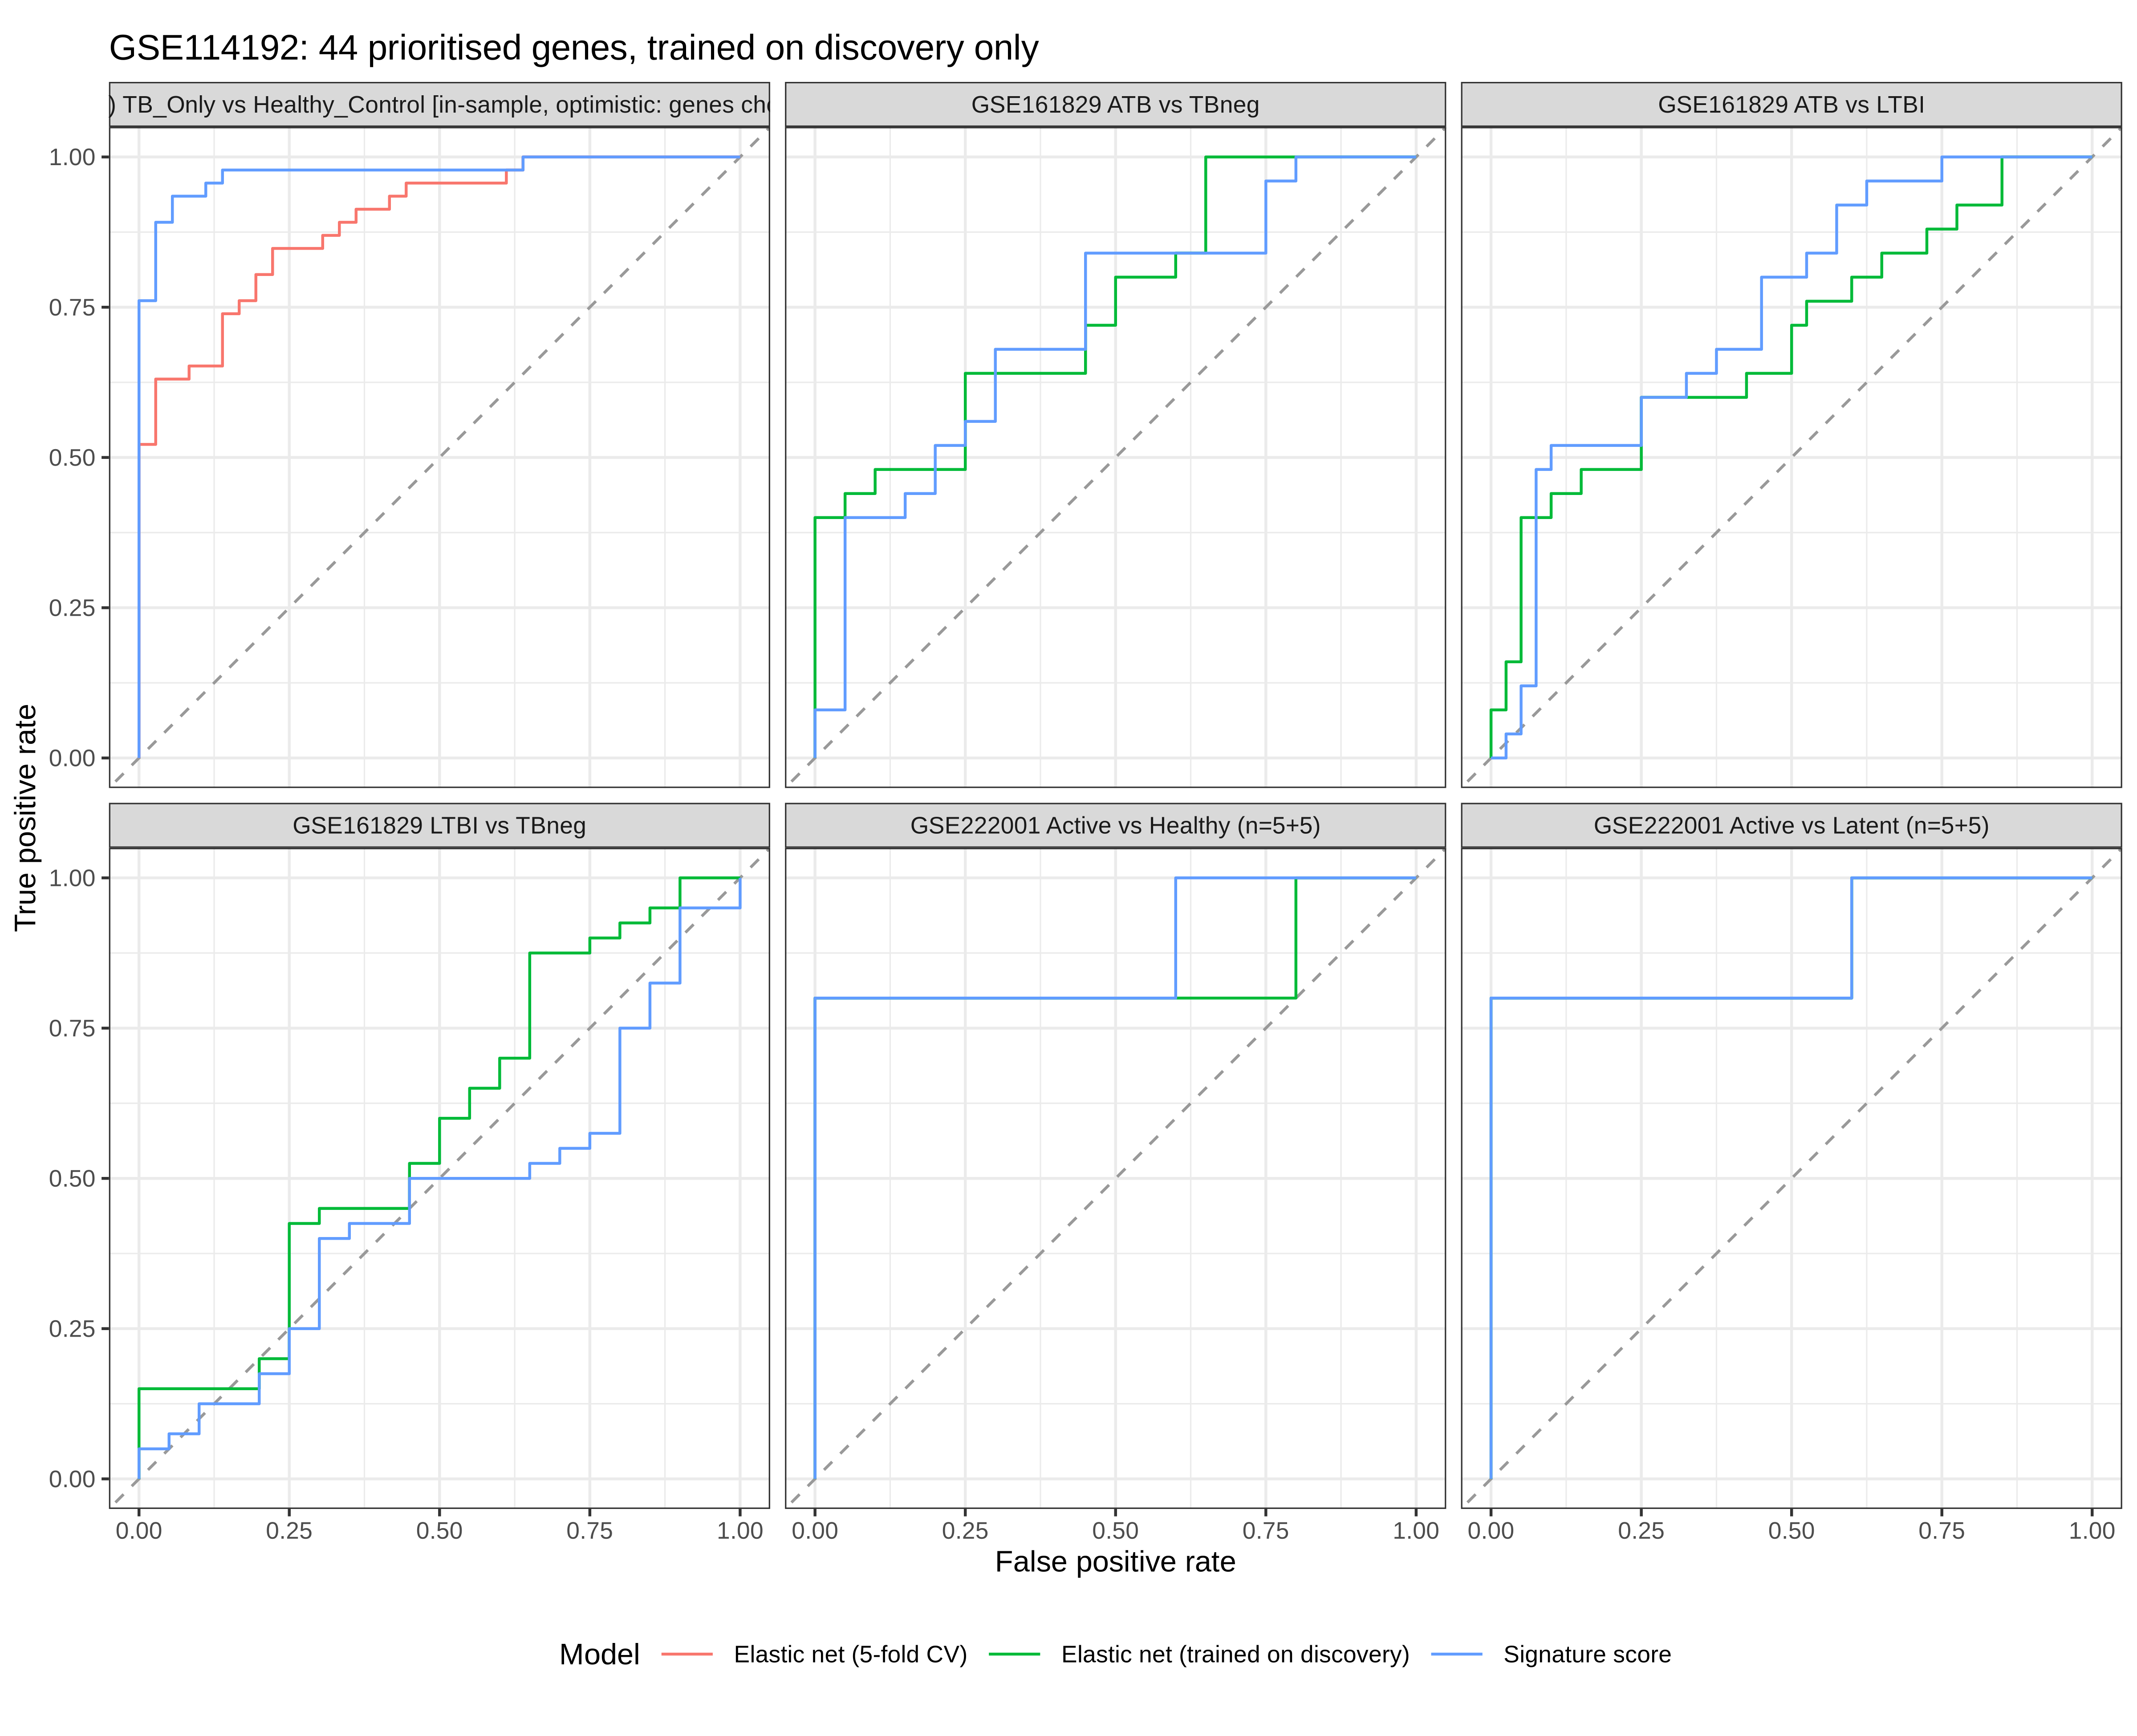 GSE114192: 44 prioritised genes, trained on discovery only
) TB_Only vs Healthy_Control [in-sample, optimistic: genes
GSE161829 ATB vs TBneg
GSE161829 ATB vs LTBI
1.00
0.75
0.50
0.25
0.00
GSE161829 LTBI vs TBneg
GSE222001 Active vs Healthy (n=5+5)
GSE222001 Active vs Latent (n=5+5)
1.00
0.75
0.50
0.25
0.00
0.00 0.25 0.50 0.75 1.00
0.00 0.25 0.50 0.75 1.00
0.00 0.25 0.50 0.75 1.00
True positive rate
False positive rate
Model Elastic net (5-fold CV) Elastic net (trained on discovery) Signature score